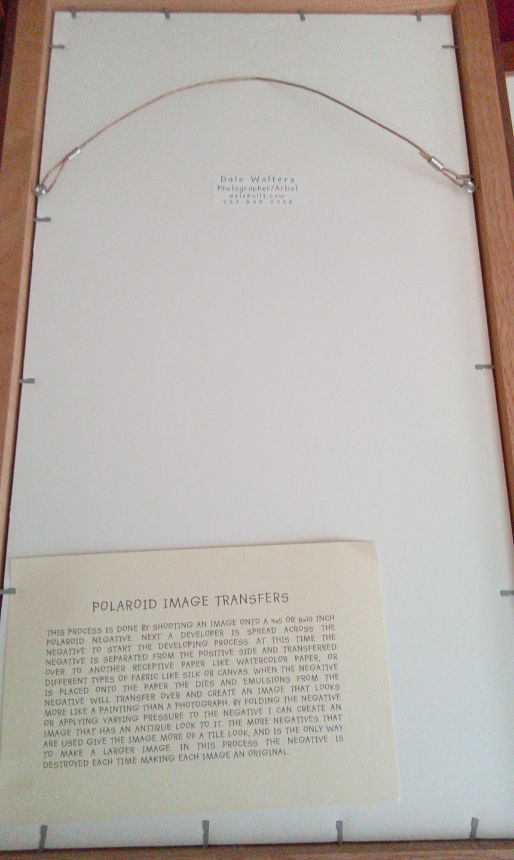 Dale Walters
Photographer/Artist
dalebuilt.com
POLAROID IMAGE TRANSFERS
THIS PROCESS IS DONE BY SHOOTING AN IMAGE ONTO A 4x5 OR 8x10 INCH
POLAROID NEGATIVE. NEXT A DEVELOPER IS SPREAD ACROSS THE
NEGATIVE TO START THE DEVELOPING PROCESS. AT THIS TIME THE
NEGATIVE IS SEPARATED FROM THE POSITIVE SIDE AND TRANSFERRED
OVER TO ANOTHER RECEPTIVE PAPER LIKE WATERCOLOR PAPER, OR
DIFFERENT TYPES OF FABRIC LIKE SILK OR CANVAS. WHEN THE NEGATIVE
IS PLACED ONTO THE PAPER THE DIES AND EMULSIONS FROM THE
NEGATIVE WILL TRANSFER OVER AND CREATE AN IMAGE THAT LOOKS
MORE LIKE A PAINTING THAN A PHOTOGRAPH. BY FOLDING THE NEGATIVE
OR APPLYING VARYING PRESSURE TO THE NEGATIVE I CAN CREATE AN
IMAGE THAT HAS AN ANTIQUE LOOK TO IT. THE MORE NEGATIVES THAT
ARE USED GIVE THE IMAGE MORE OF A TILE LOOK, AND IS THE ONLY WAY
TO MAKE A LARGER IMAGE. IN THIS PROCESS THE NEGATIVE IS
DESTROYED EACH TIME MAKING EACH IMAGE AN ORIGINAL.